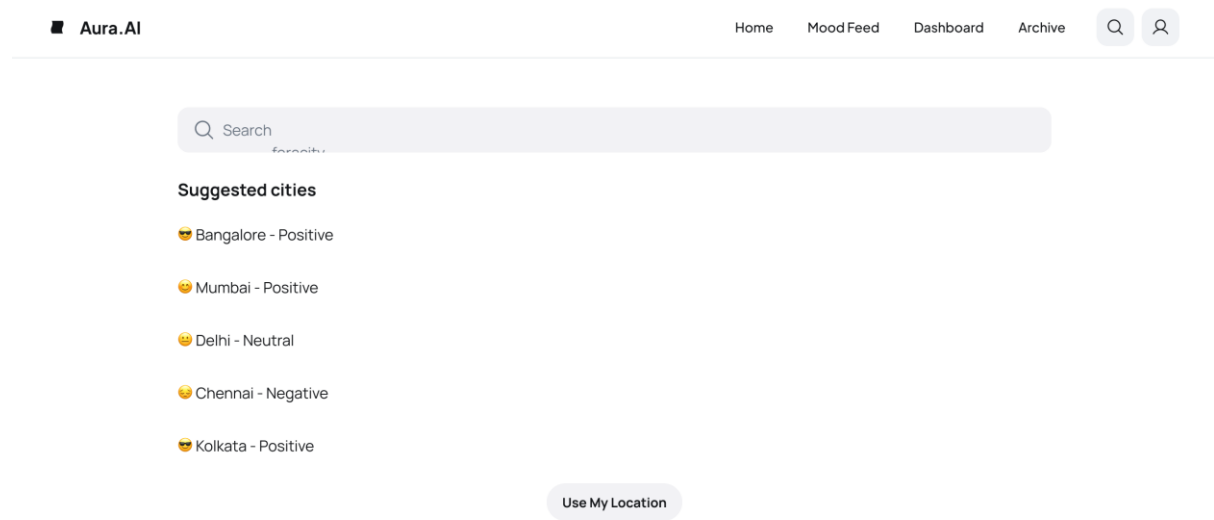 Aura.AI Home Mood Feed Dashboard Archive
Search
Suggested cities
😎 Bangalore - Positive
😊 Mumbai - Positive
😐 Delhi - Neutral
😔 Chennai - Negative
😎 Kolkata - Positive
Use My Location